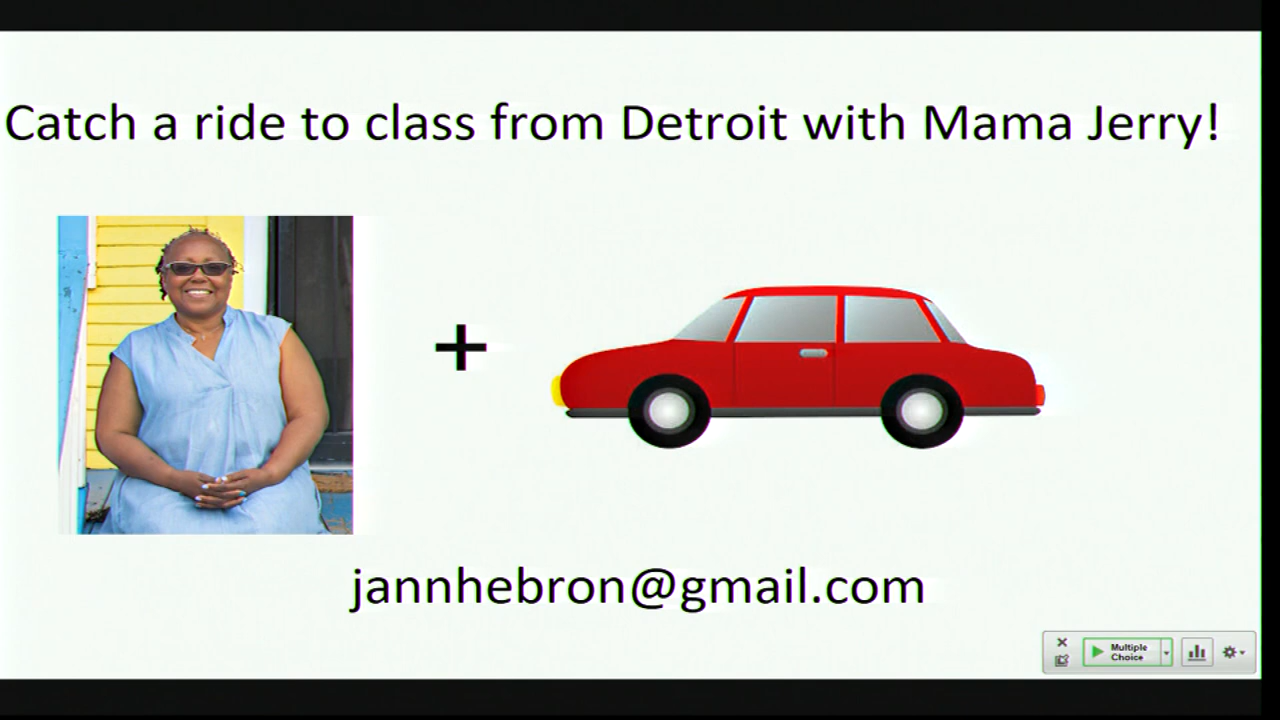 Catch a ride to class from Detroit with Mama Jerry!
jannhebron@gmail.com
Multiple
Choice